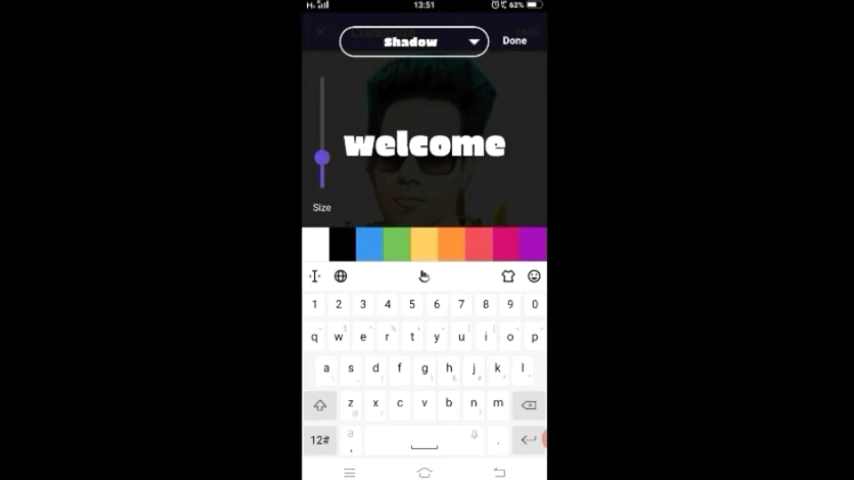 13:51
62%
Shadow
Done
welcome
Size
1 2 3 4 5 6 7 8 9 0
q w e r t y u i o p
a s d f g h j k l
z x c v b n m
12# a , .